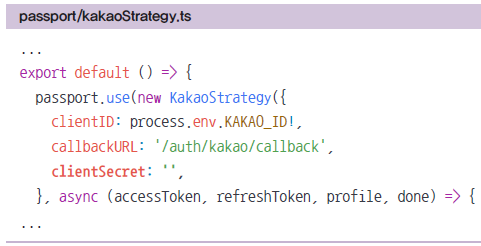 passport/kakaoStrategy.ts
...
export default () => {
  passport.use(new KakaoStrategy({
    clientID: process.env.KAKAO_ID!,
    callbackURL: '/auth/kakao/callback',
    clientSecret: '',
  }, async (accessToken, refreshToken, profile, done) => {
...